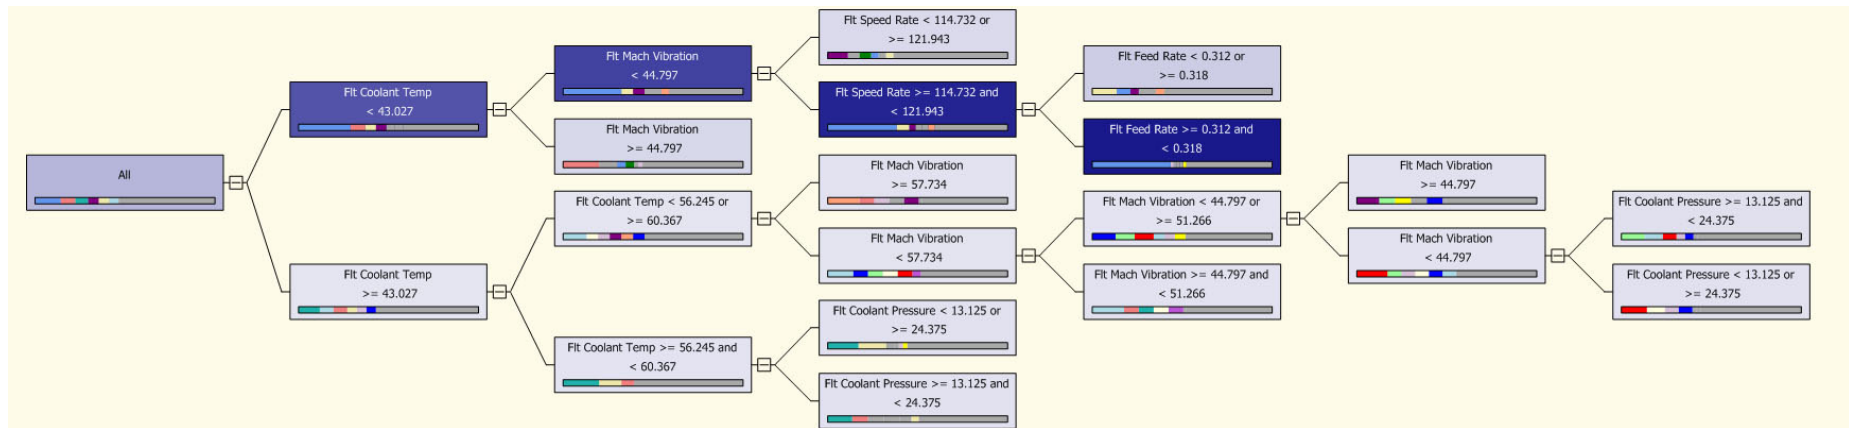 All
Flt Coolant Temp
< 43.027
Flt Coolant Temp
>= 43.027
Flt Mach Vibration
< 44.797
Flt Mach Vibration
>= 44.797
Flt Coolant Temp < 56.245 or
>= 60.367
Flt Coolant Temp >= 56.245 and
< 60.367
Flt Speed Rate < 114.732 or
>= 121.943
Flt Speed Rate >= 114.732 and
< 121.943
Flt Mach Vibration
>= 57.734
Flt Mach Vibration
< 57.734
Flt Coolant Pressure < 13.125 or
>= 24.375
Flt Coolant Pressure >= 13.125 and
< 24.375
Flt Feed Rate < 0.312 or
>= 0.318
Flt Feed Rate >= 0.312 and
< 0.318
Flt Mach Vibration < 44.797 or
>= 51.266
Flt Mach Vibration >= 44.797 and
< 51.266
Flt Mach Vibration
>= 44.797
Flt Mach Vibration
< 44.797
Flt Coolant Pressure >= 13.125 and
< 24.375
Flt Coolant Pressure < 13.125 or
>= 24.375